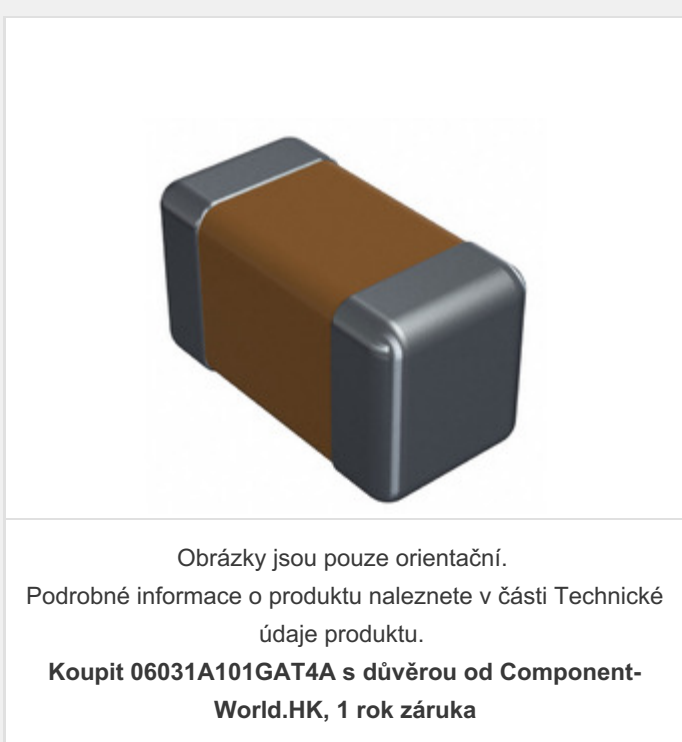 Obrázky jsou pouze orientační.
Podrobné informace o produktu naleznete v části Technické
údaje produktu.
Koupit 06031A101GAT4A s důvěrou od Component-
World.HK, 1 rok záruka